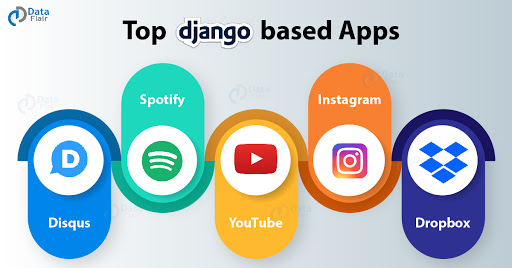 Data
Flair
Top django based Apps
Spotify
Instagram
Disqus
YouTube
Dropbox